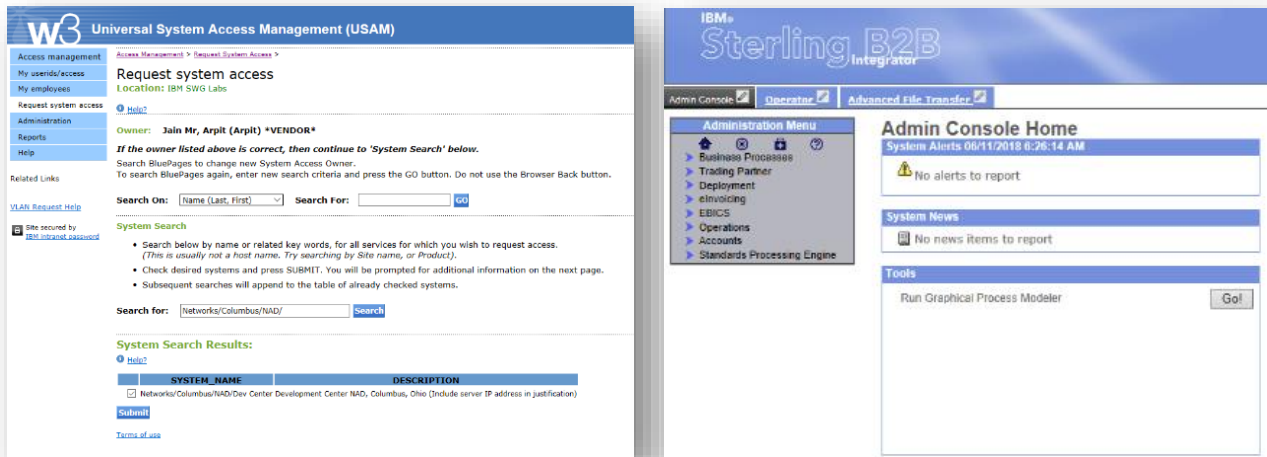 w3 Universal System Access Management (USAM)
Access management
My userids/access
My employees
Request system access
Administration
Reports
Help
Related Links
VLAN Request Help
Site secured by
IBM intranet password
Access Management > Request System Access >
Request system access
Location: IBM SWG Labs
Help?
Owner: Jain Mr, Arpit (Arpit) *VENDOR*
If the owner listed above is correct, then continue to 'System Search' below.
Search BluePages to change new System Access Owner.
To search BluePages again, enter new search criteria and press the GO button. Do not use the Browser Back button.
Search On: Name (Last, First) Search For: GO
System Search
• Search below by name or related key words, for all services for which you wish to request access.
(This is usually not a host name. Try searching by Site name, or Product).
• Check desired systems and press SUBMIT. You will be prompted for additional information on the next page.
• Subsequent searches will append to the table of already checked systems.
Search for: Networks/Columbus/NAD/ Search
System Search Results:
Help?
SYSTEM_NAME DESCRIPTION
Networks/Columbus/NAD/Dev Center Development Center NAD, Columbus, Ohio (Include server IP address in justification)
Submit
Terms of use
IBM®
Sterling B2B
Integrator
Admin Console Operator Advanced File Transfer
Administration Menu
Business Processes
Trading Partner
Deployment
eInvoicing
EBICS
Operations
Accounts
Standards Processing Engine
Admin Console Home
System Alerts 06/11/2018 6:26:14 AM
No alerts to report
System News
No news items to report
Tools
Run Graphical Process Modeler Go!